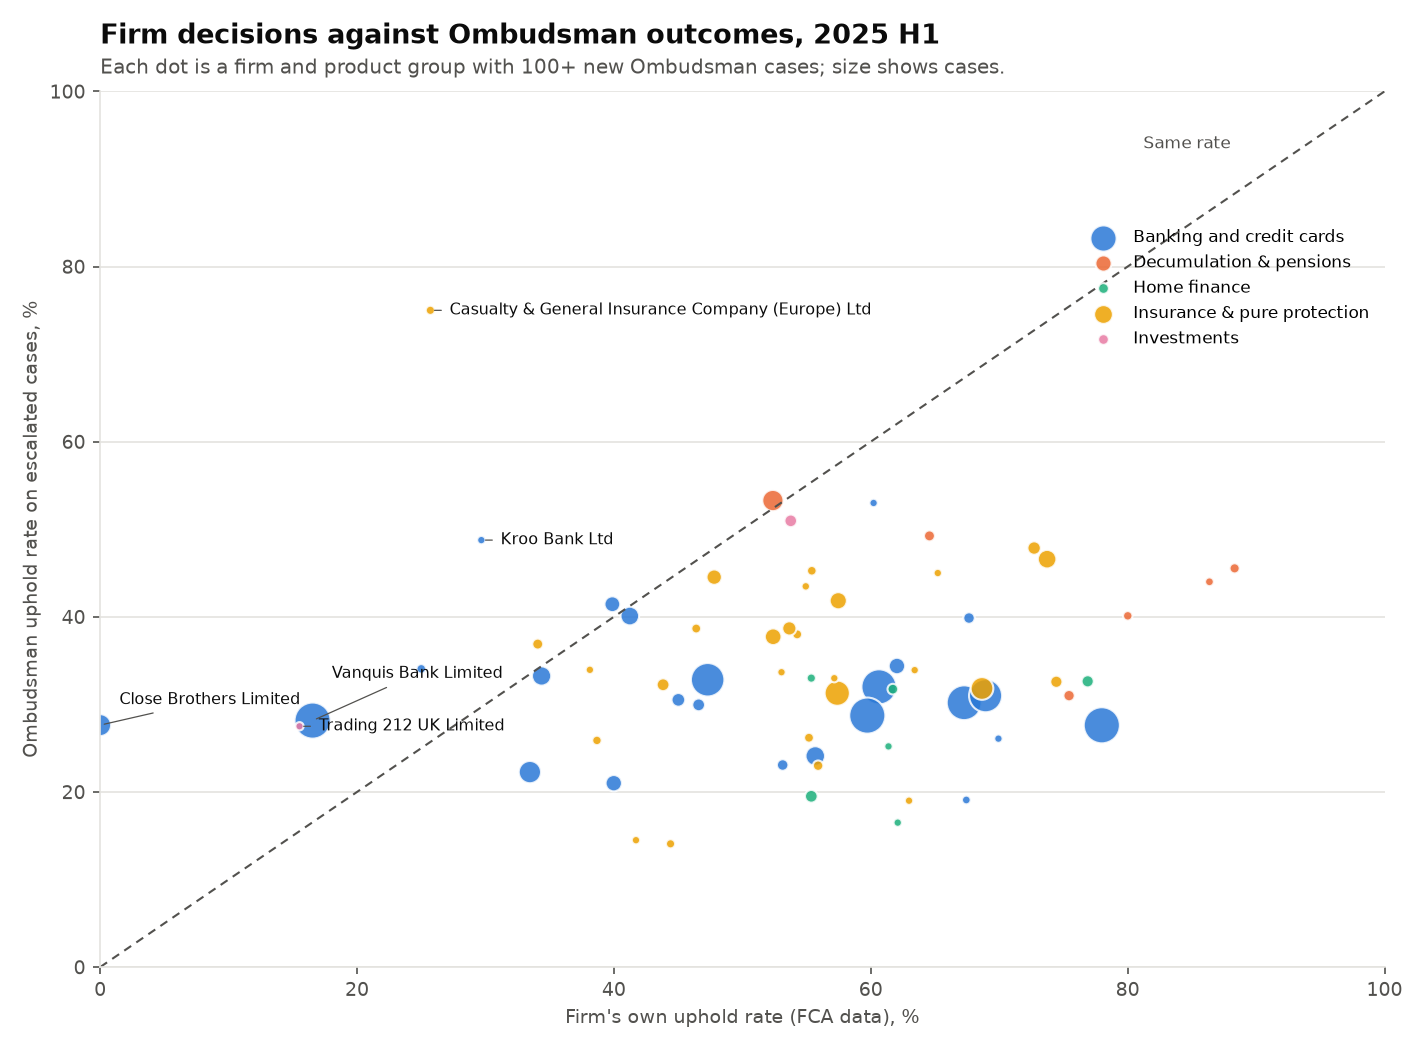 Firm decisions against Ombudsman outcomes, 2025 H1
Each dot is a firm and product group with 100+ new Ombudsman cases; size shows cases.
100
Same rate
Banking and credit cards
Decumulation & pensions
80
Home finance
Casualty & General Insurance Company (Europe) Ltd
Insurance & pure protection
Investments
Ombudsman uphold rate on escalated cases, %
60
Kroo Bank Ltd
40
Vanquis Bank Limited
Close Brothers Limited
Trading 212 UK Limited
20
0
0 20 40 60 80 100
Firm's own uphold rate (FCA data), %